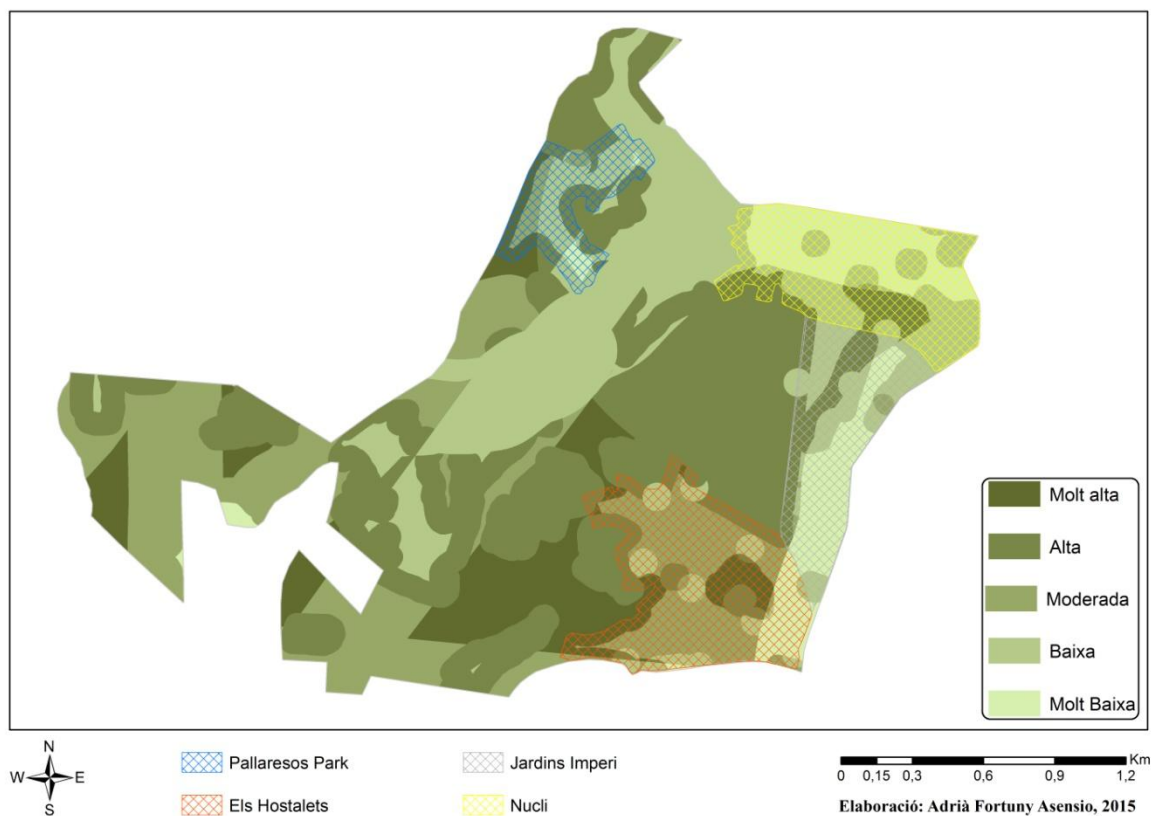 Molt alta
Alta
Moderada
Baixa
Molt Baixa
N
W E
S
Pallaresos Park
Jardins Imperi
Els Hostalets
Nucli
Km
0 0,15 0,3 0,6 0,9 1,2
Elaboració: Adrià Fortuny Asensio, 2015